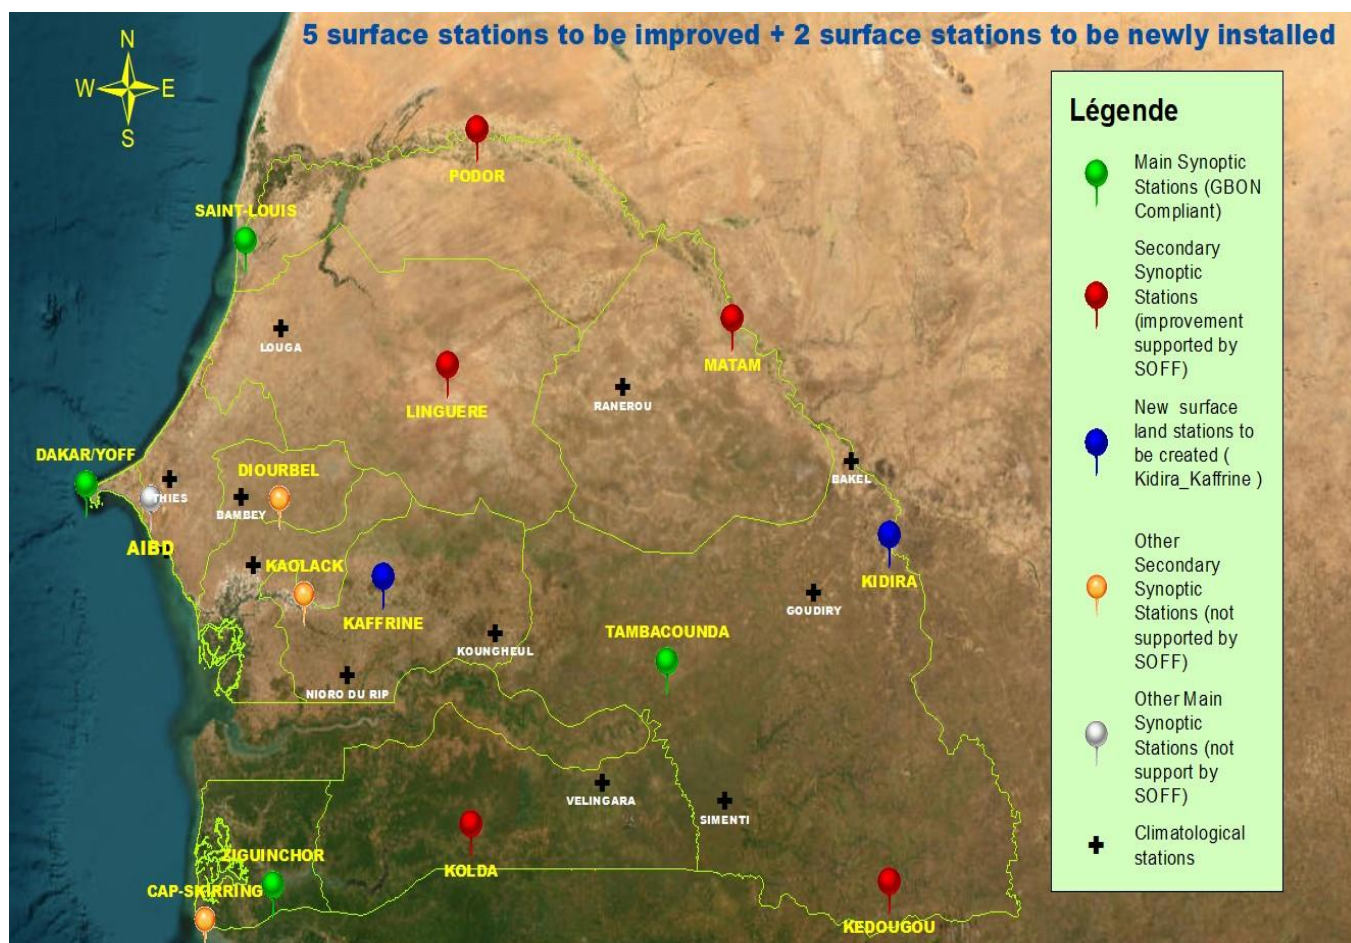 5 surface stations to be improved + 2 surface stations to be newly installed
N
W
E
S
PODOR
SAINT-LOUIS
LOUGA
MATAM
LINGUERE
RANEROU
DAKAR/YOFF
DIOURBEL
THIES
BAMBEY
BAKEL
AIBD
KAOLACK
KIDIRA
KAFFRINE
GOUDIRY
TAMBACOUNDA
KOUNGHEUL
NIORO DU RIP
VELINGARA
SIMENTI
ZIGUINCHOR
KOLDA
CAP-SKIRRING
KEDOUGOU
Légende
Main Synoptic
Stations (GBON
Compliant)
Secondary
Synoptic
Stations
(improvement
supported by
SOFF)
New surface
land stations to
be created (
Kidira_Kaffrine )
Other
Secondary
Synoptic
Stations (not
supported by
SOFF)
Other Main
Synoptic
Stations (not
support by
SOFF)
Climatological
stations